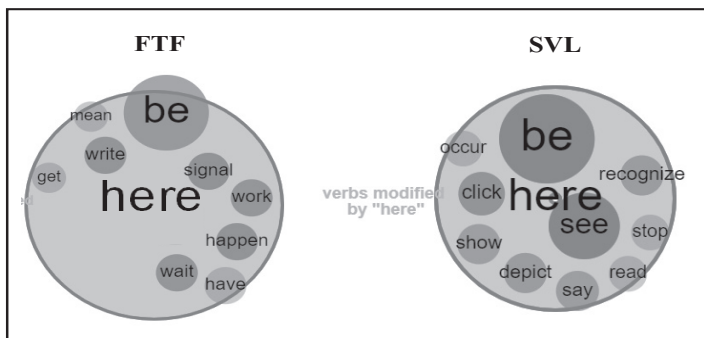 FTF
be
mean
write
signal
get
here
work
happen
wait
have
verbs modified
by "here"
SVL
be
occur
recognize
click
here
see
show
stop
depict
read
say